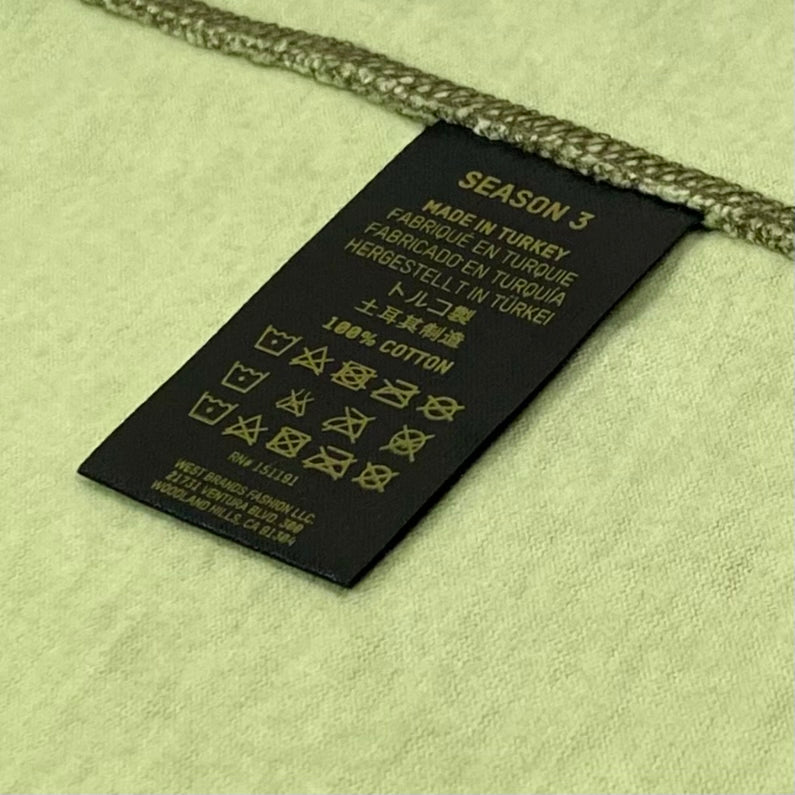 SEASON 3
MADE IN TURKEY
FABRIQUÉ EN TURQUIE
FABRICADO EN TURQUÍA
HERGESTELLT IN TÜRKEI
トルコ製
土耳其制造
100% COTTON
RN# 151191
WEST BRANDS FASHION LLC.
21731 VENTURA BLVD. 300
WOODLAND HILLS, CA 91364